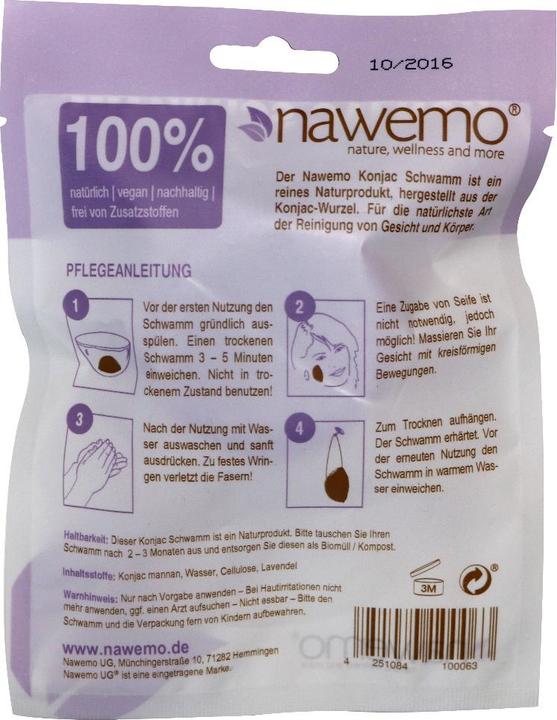 10/2016
100%
natürlich | vegan | nachhaltig |
frei von Zusatzstoffen
nawemo®
nature, wellness and more
Der Nawemo Konjac Schwamm ist ein
reines Naturprodukt, hergestellt aus der
Konjac-Wurzel. Für die natürlichste Art
der Reinigung von Gesicht und Körper.
PFLEGEANLEITUNG
1
Vor der ersten Nutzung den
Schwamm gründlich aus-
spülen. Einen trockenen
Schwamm 3 – 5 Minuten
einweichen. Nicht in tro-
ckenem Zustand benutzen!
2
Eine Zugabe von Seife ist
nicht notwendig, jedoch
möglich! Massieren Sie Ihr
Gesicht mit kreisförmigen
Bewegungen.
3
Nach der Nutzung mit Was-
ser auswaschen und sanft
ausdrücken. Zu festes Wrin-
gen verletzt die Fasern!
4
Zum Trocknen aufhängen.
Der Schwamm erhärtet. Vor
der erneuten Nutzung den
Schwamm in warmem Was-
ser einweichen.
Haltbarkeit: Dieser Konjac Schwamm ist ein Naturprodukt. Bitte tauschen Sie Ihren
Schwamm nach 2 – 3 Monaten aus und entsorgen Sie diesen als Biomüll / Kompost.
Inhaltsstoffe: Konjac mannan, Wasser, Cellulose, Lavendel
Warnhinweise: Nur nach Vorgabe anwenden – Bei Hautirritationen nicht
mehr anwenden, ggf. einen Arzt aufsuchen – Nicht essbar – Bitte den
Schwamm und die Verpackung fern von Kindern aufbewahren.
3M
®
www.nawemo.de
Nawemo UG, Münchingerstraße 10, 71282 Hemmingen
Nawemo UG® ist eine eingetragene Marke.
4 251084 100063